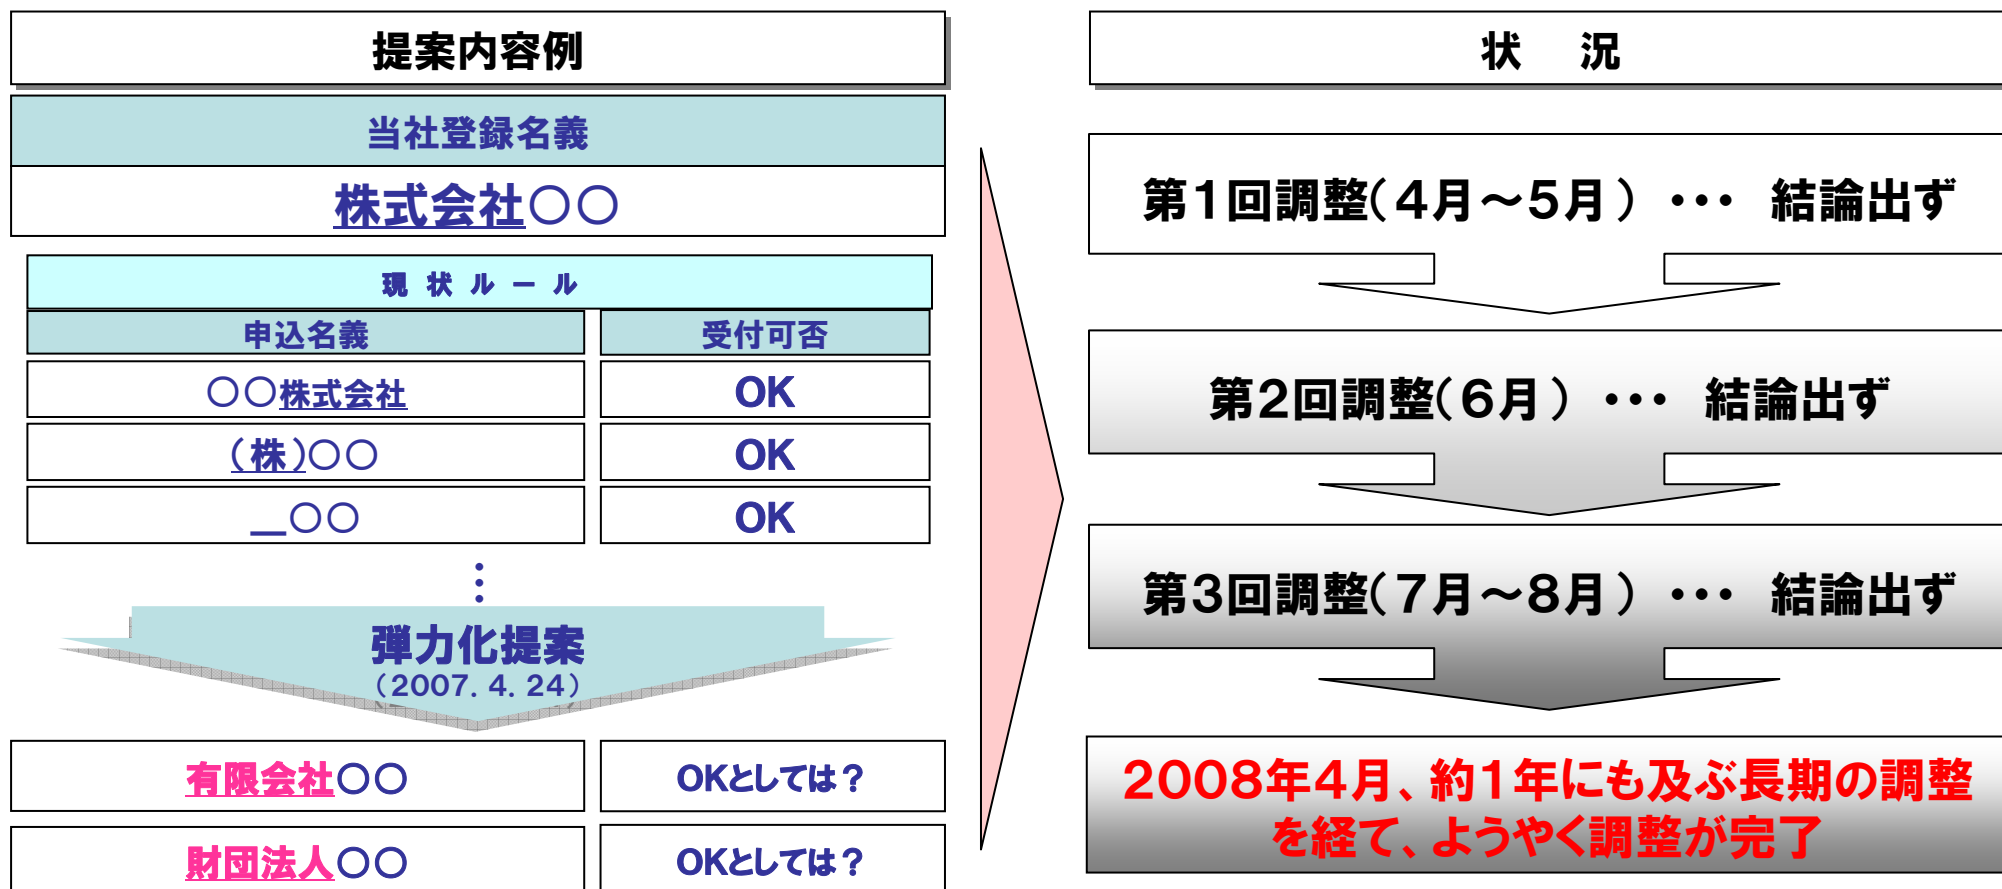 提案内容例
当社登録名義
株式会社○○
現 状 ル ー ル
申込名義 受付可否
○○株式会社 OK
（株）○○ OK
＿○○ OK
⋮
弾力化提案
（２００７．４．２４）
有限会社○○ OKとしては？
財団法人○○ OKとしては？
状　況
第１回調整（４月～５月） ・・・ 結論出ず
第２回調整（６月） ・・・ 結論出ず
第３回調整（７月～８月） ・・・ 結論出ず
２００８年４月、約１年にも及ぶ長期の調整
を経て、ようやく調整が完了